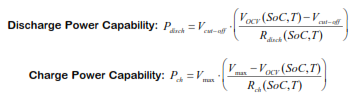 Discharge Power Capability: P_disch = V_cut-off · ( (V_OCV (SoC,T) − V_cut-off) / R_disch (SoC,T) )
Charge Power Capability: P_ch = V_max · ( (V_max − V_OCV (SoC,T)) / R_ch (SoC,T) )